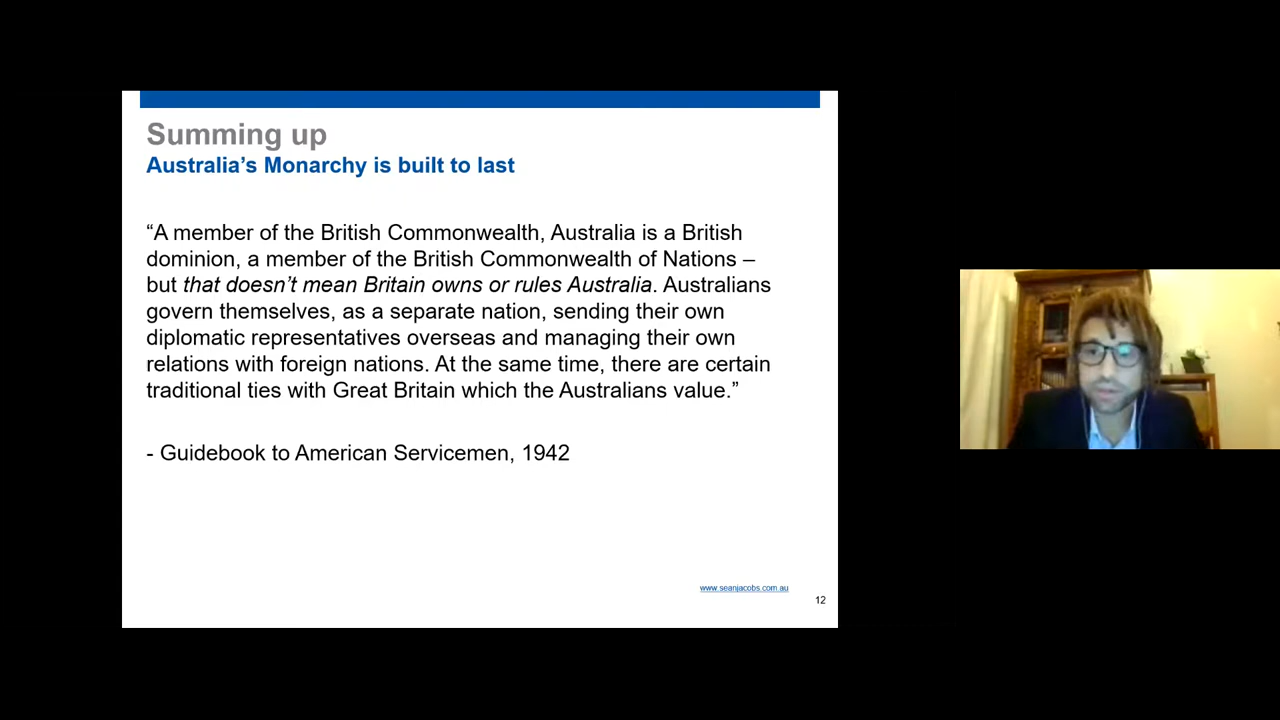 Summing up
Australia’s Monarchy is built to last
“A member of the British Commonwealth, Australia is a British
dominion, a member of the British Commonwealth of Nations –
but that doesn’t mean Britain owns or rules Australia. Australians
govern themselves, as a separate nation, sending their own
diplomatic representatives overseas and managing their own
relations with foreign nations. At the same time, there are certain
traditional ties with Great Britain which the Australians value.”
- Guidebook to American Servicemen, 1942
www.seanjacobs.com.au
12